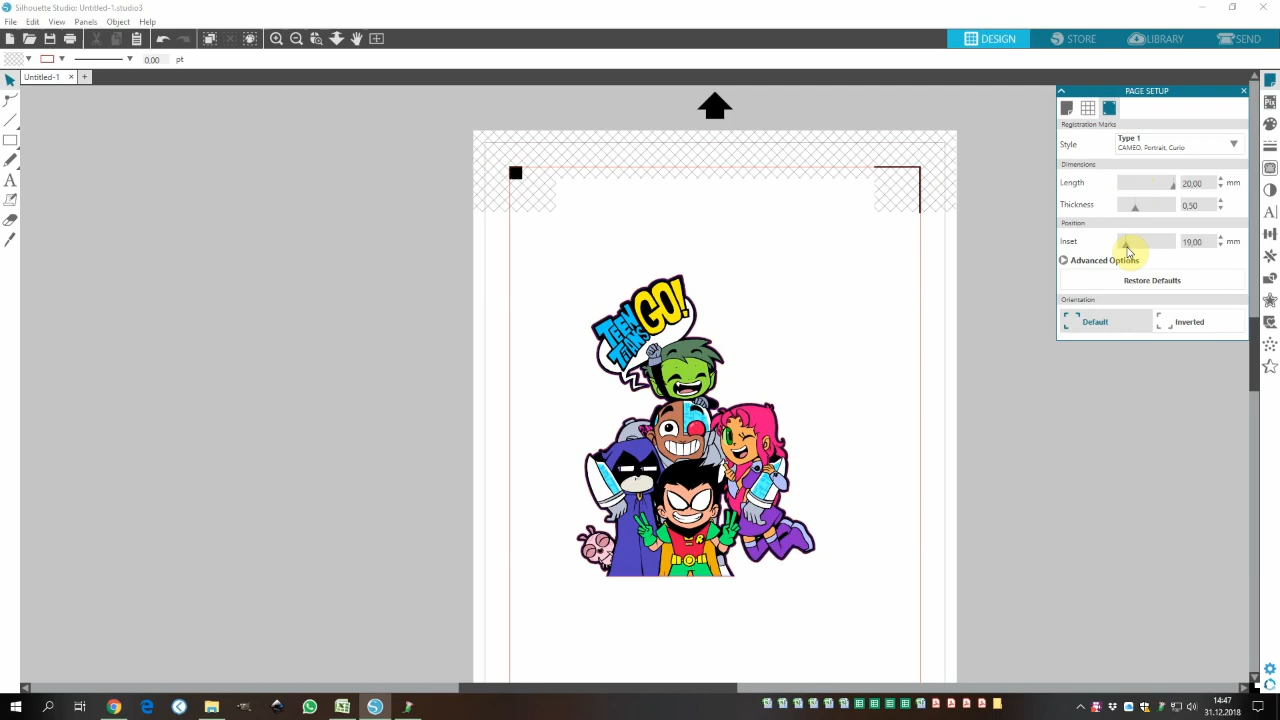 Silhouette Studio: Untitled-1.studio3
File Edit View Panels Object Help
DESIGN STORE LIBRARY SEND
0,00 pt
Untitled-1 × +
PAGE SETUP
Registration Marks
Style Type 1
CAMEO, Portrait, Curio
Dimensions
Length 20,00 mm
Thickness 0,50
Position
Inset 19,00 mm
Advanced Options
Restore Defaults
Orientation
Default Inverted
TEEN
TITANS
GO!
R
14:47
31.12.2018